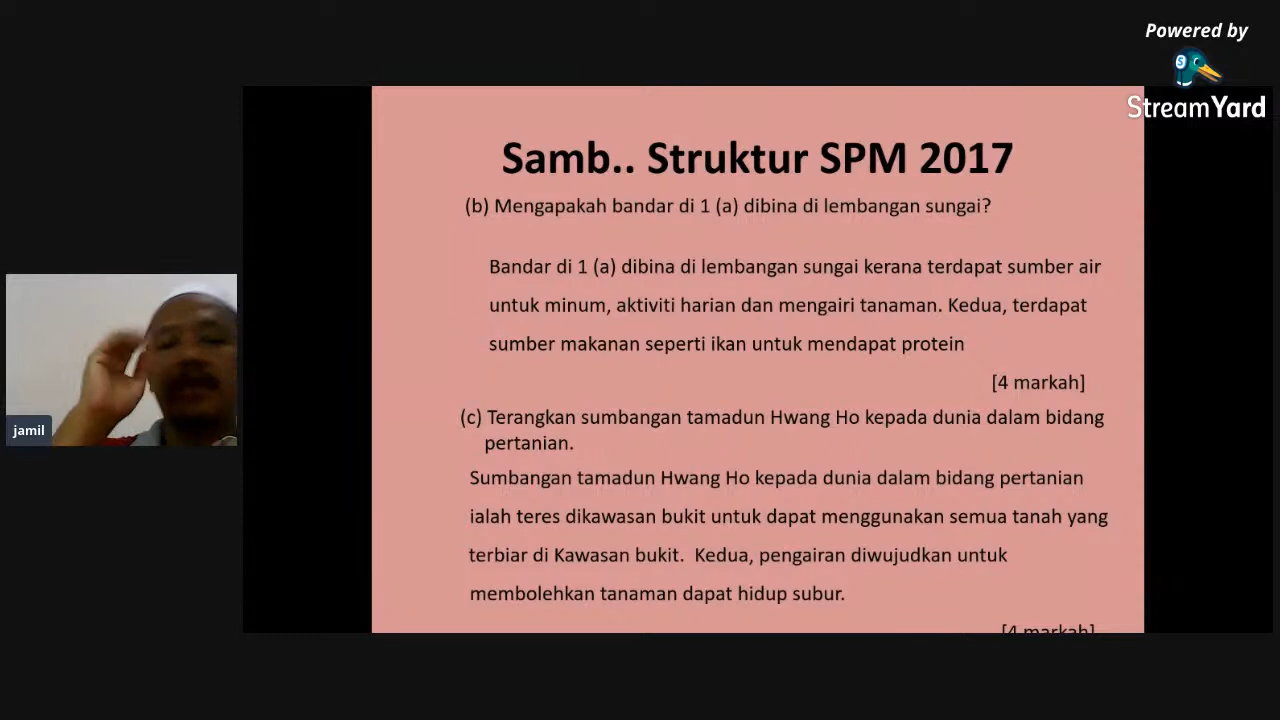 Powered by
StreamYard
Samb.. Struktur SPM 2017
(b) Mengapakah bandar di 1 (a) dibina di lembangan sungai?
Bandar di 1 (a) dibina di lembangan sungai kerana terdapat sumber air
untuk minum, aktiviti harian dan mengairi tanaman. Kedua, terdapat
sumber makanan seperti ikan untuk mendapat protein
[4 markah]
(c) Terangkan sumbangan tamadun Hwang Ho kepada dunia dalam bidang
pertanian.
Sumbangan tamadun Hwang Ho kepada dunia dalam bidang pertanian
ialah teres dikawasan bukit untuk dapat menggunakan semua tanah yang
terbiar di Kawasan bukit. Kedua, pengairan diwujudkan untuk
membolehkan tanaman dapat hidup subur.
[4 markah]
jamil